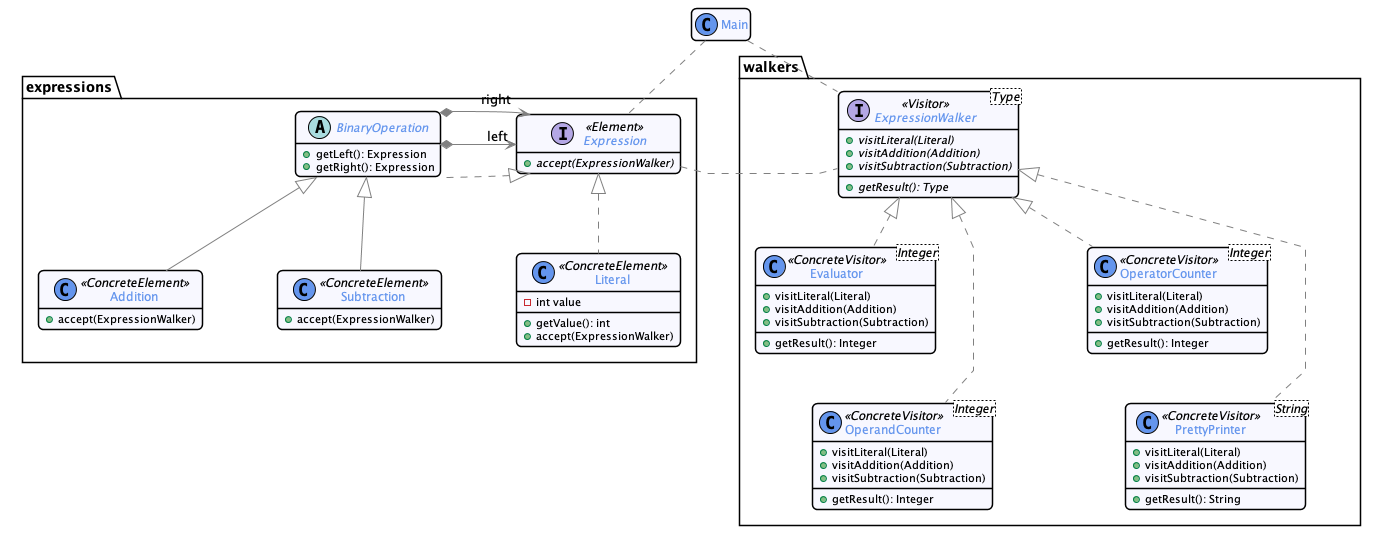 C Main
expressions
right
left
A BinaryOperation
getLeft(): Expression
getRight(): Expression
«Element»
I Expression
accept(ExpressionWalker)
«ConcreteElement»
C Addition
accept(ExpressionWalker)
«ConcreteElement»
C Subtraction
accept(ExpressionWalker)
«ConcreteElement»
C Literal
int value
getValue(): int
accept(ExpressionWalker)
walkers
Type
«Visitor»
I ExpressionWalker
visitLiteral(Literal)
visitAddition(Addition)
visitSubtraction(Subtraction)
getResult(): Type
Integer
«ConcreteVisitor»
C Evaluator
visitLiteral(Literal)
visitAddition(Addition)
visitSubtraction(Subtraction)
getResult(): Integer
Integer
«ConcreteVisitor»
C OperatorCounter
visitLiteral(Literal)
visitAddition(Addition)
visitSubtraction(Subtraction)
getResult(): Integer
Integer
«ConcreteVisitor»
C OperandCounter
visitLiteral(Literal)
visitAddition(Addition)
visitSubtraction(Subtraction)
getResult(): Integer
String
«ConcreteVisitor»
C PrettyPrinter
visitLiteral(Literal)
visitAddition(Addition)
visitSubtraction(Subtraction)
getResult(): String